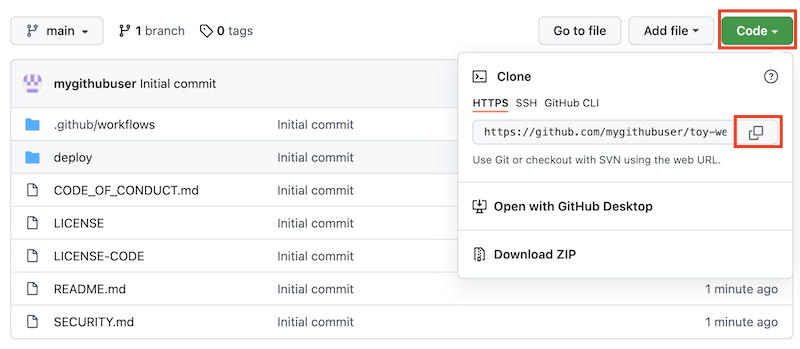 main 1 branch 0 tags Go to file Add file Code
mygithubuser Initial commit
Clone
HTTPS SSH GitHub CLI
https://github.com/mygithubuser/toy-we
Use Git or checkout with SVN using the web URL.
Open with GitHub Desktop
Download ZIP
.github/workflows Initial commit
deploy Initial commit
CODE_OF_CONDUCT.md Initial commit
LICENSE Initial commit
LICENSE-CODE Initial commit
README.md Initial commit 1 minute ago
SECURITY.md Initial commit 1 minute ago